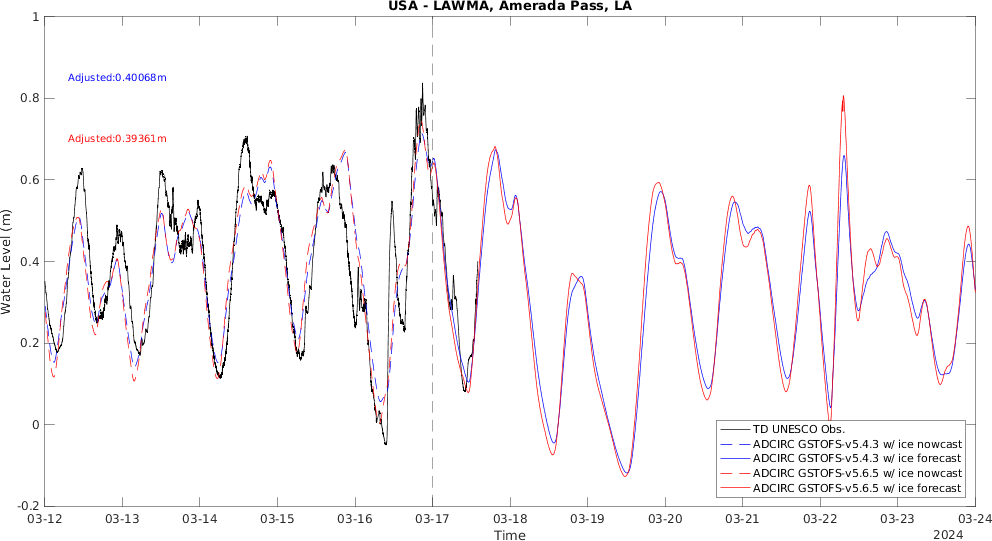 USA - LAWMA, Amerada Pass, LA
1
Adjusted:0.40068m
0.8
Adjusted:0.39361m
0.6
Water Level (m)
0.4
0.2
0
-0.2
TD UNESCO Obs.
ADCIRC GSTOFS-v5.4.3 w/ ice nowcast
ADCIRC GSTOFS-v5.4.3 w/ ice forecast
ADCIRC GSTOFS-v5.6.5 w/ ice nowcast
ADCIRC GSTOFS-v5.6.5 w/ ice forecast
03-12 03-13 03-14 03-15 03-16 03-17 03-18 03-19 03-20 03-21 03-22 03-23 03-24
Time
2024